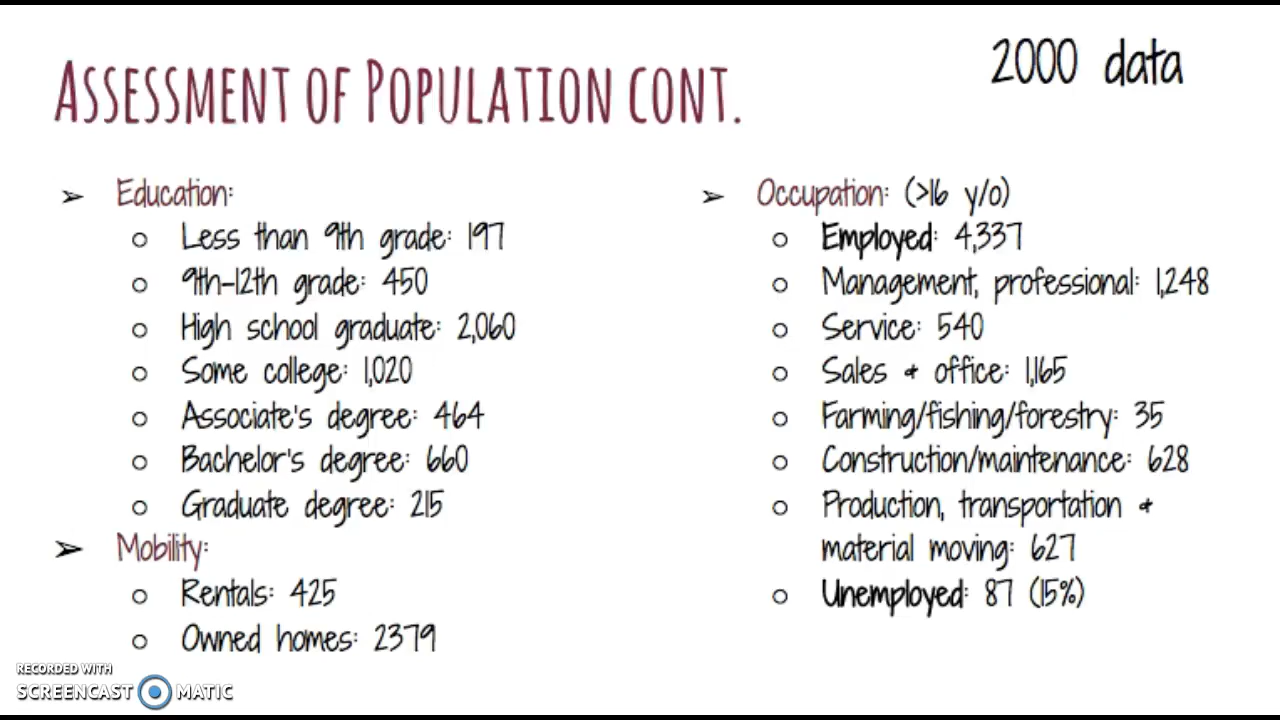 2000 data
ASSESSMENT OF POPULATION CONT.
➢ Education:
○ Less than 9th grade: 197
○ 9th-12th grade: 450
○ High school graduate: 2,060
○ Some college: 1,020
○ Associate's degree: 464
○ Bachelor's degree: 660
○ Graduate degree: 215
➢ Mobility:
○ Rentals: 425
○ Owned homes: 2379
➢ Occupation: (>16 y/o)
○ Employed: 4,337
○ Management, professional: 1,248
○ Service: 540
○ Sales & office: 1,165
○ Farming/fishing/forestry: 35
○ Construction/maintenance: 628
○ Production, transportation &
material moving: 627
○ Unemployed: 87 (15%)
RECORDED WITH
SCREENCAST MATIC